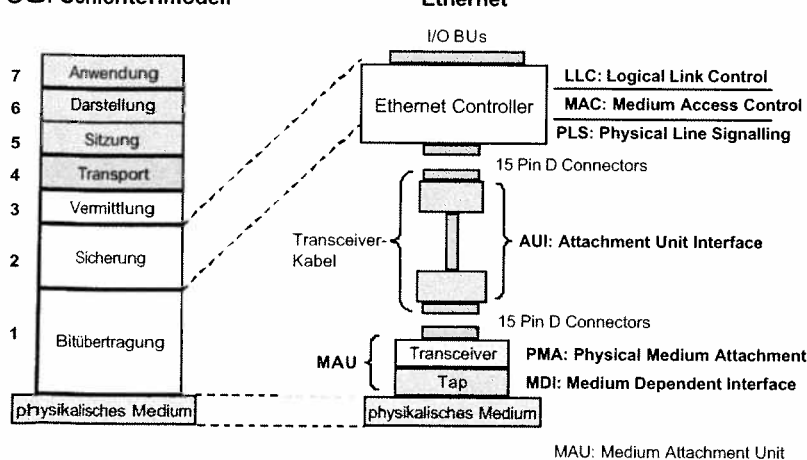 Ethernet
I/O BUs
7 Anwendung
6 Darstellung
5 Sitzung
4 Transport
3 Vermittlung
2 Sicherung
1 Bitübertragung
physikalisches Medium
Ethernet Controller
LLC: Logical Link Control
MAC: Medium Access Control
PLS: Physical Line Signalling
15 Pin D Connectors
Transceiver-
Kabel
AUI: Attachment Unit Interface
15 Pin D Connectors
MAU
Transceiver
PMA: Physical Medium Attachment
Tap
MDI: Medium Dependent Interface
physikalisches Medium
MAU: Medium Attachment Unit